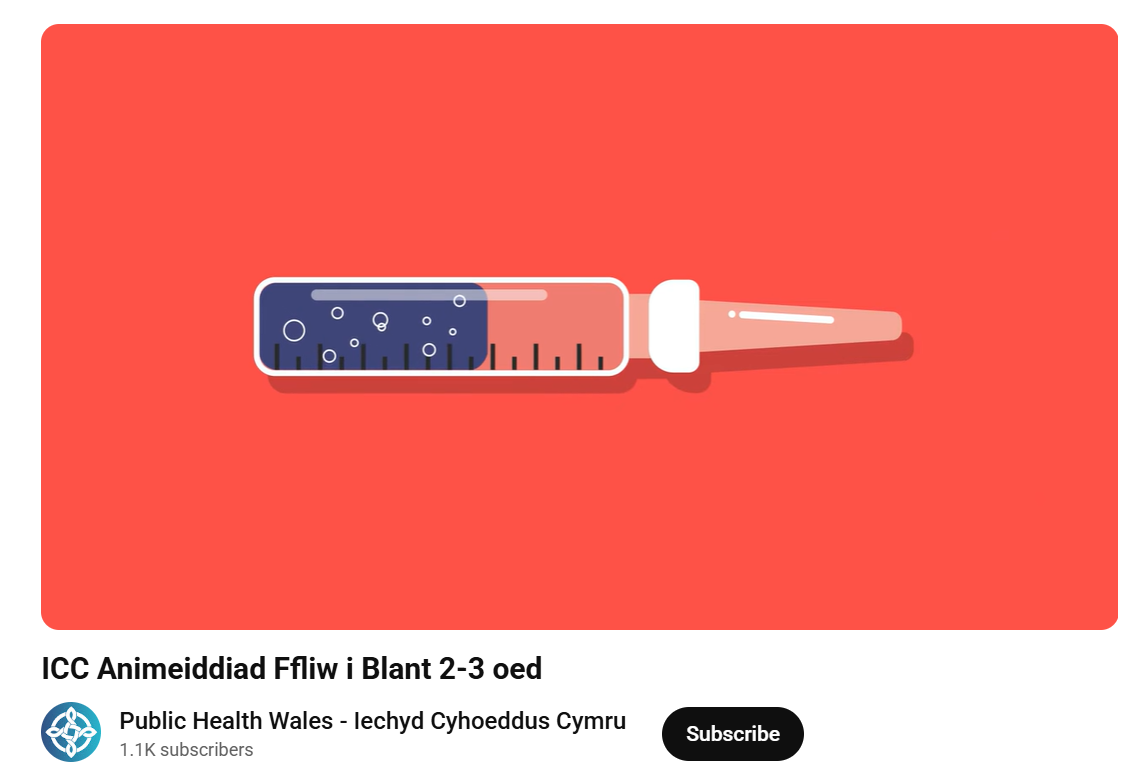 ICC Animeiddiad Ffliw i Blant 2-3 oed
Public Health Wales - Iechyd Cyhoeddus Cymru
Subscribe
1.1K subscribers